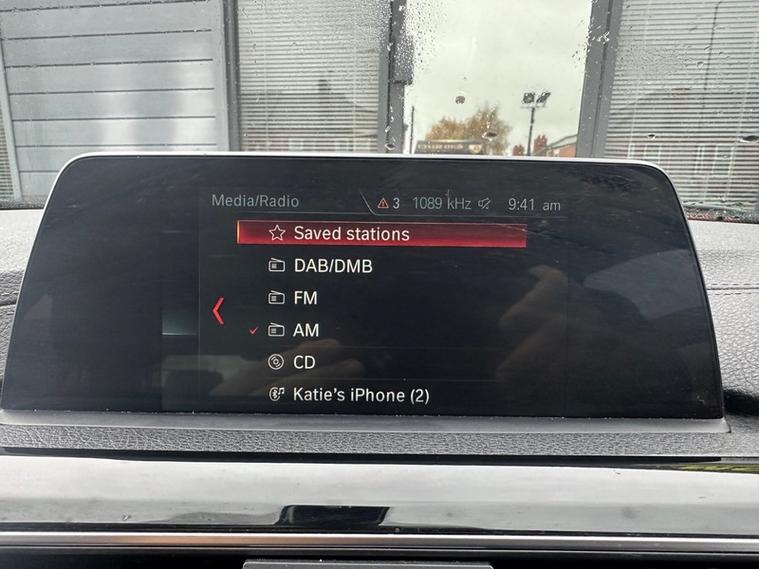 Media/Radio 3 1089 kHz 9:41 am
Saved stations
DAB/DMB
FM
AM
CD
Katie's iPhone (2)